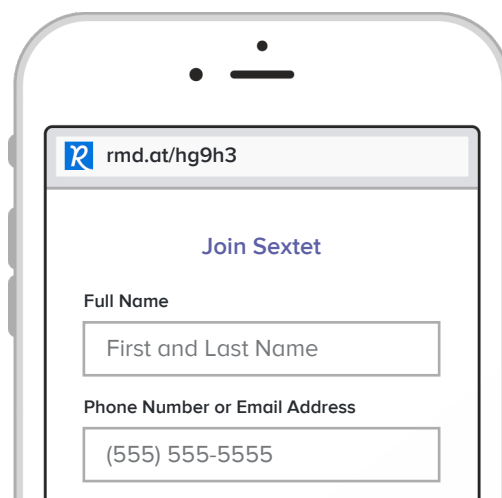 rmd.at/hg9h3
Join Sextet
Full Name
First and Last Name
Phone Number or Email Address
(555) 555-5555